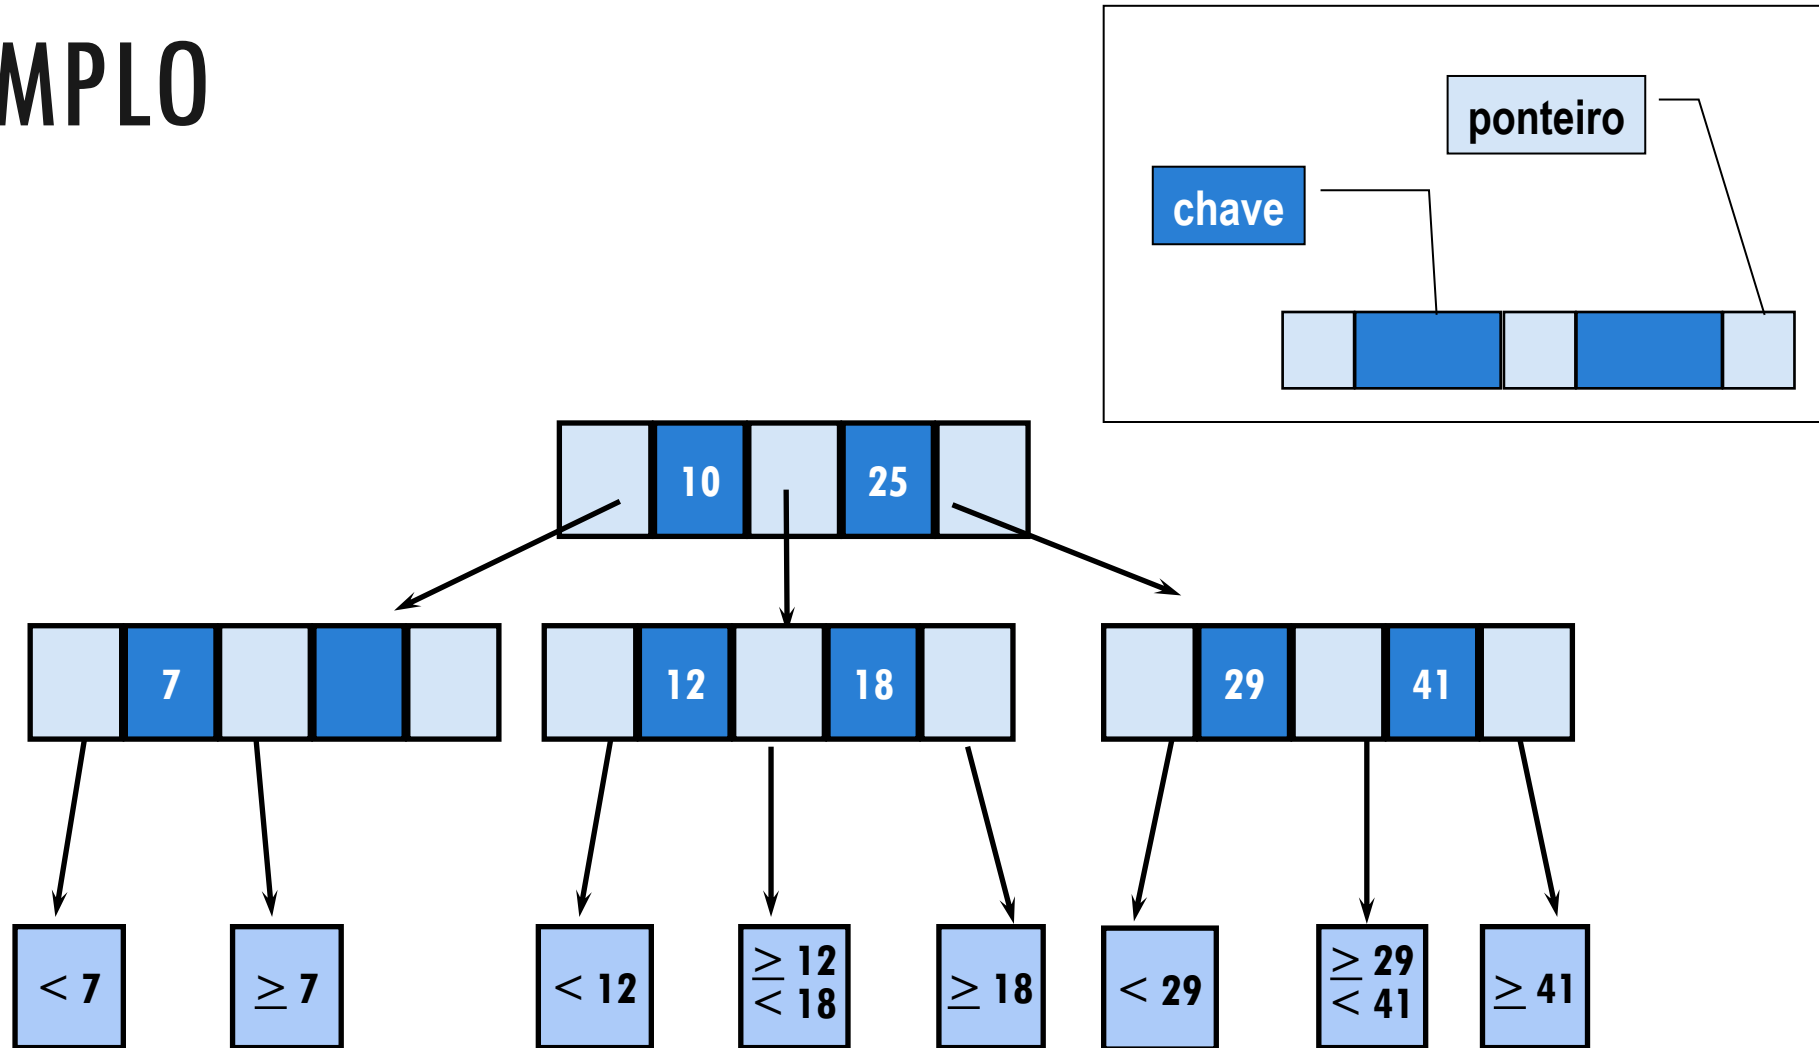 MPLO
ponteiro
chave
10 25
7 12 18 29 41
< 7
≥ 7
< 12
≥ 12
< 18
≥ 18
< 29
≥ 29
< 41
≥ 41